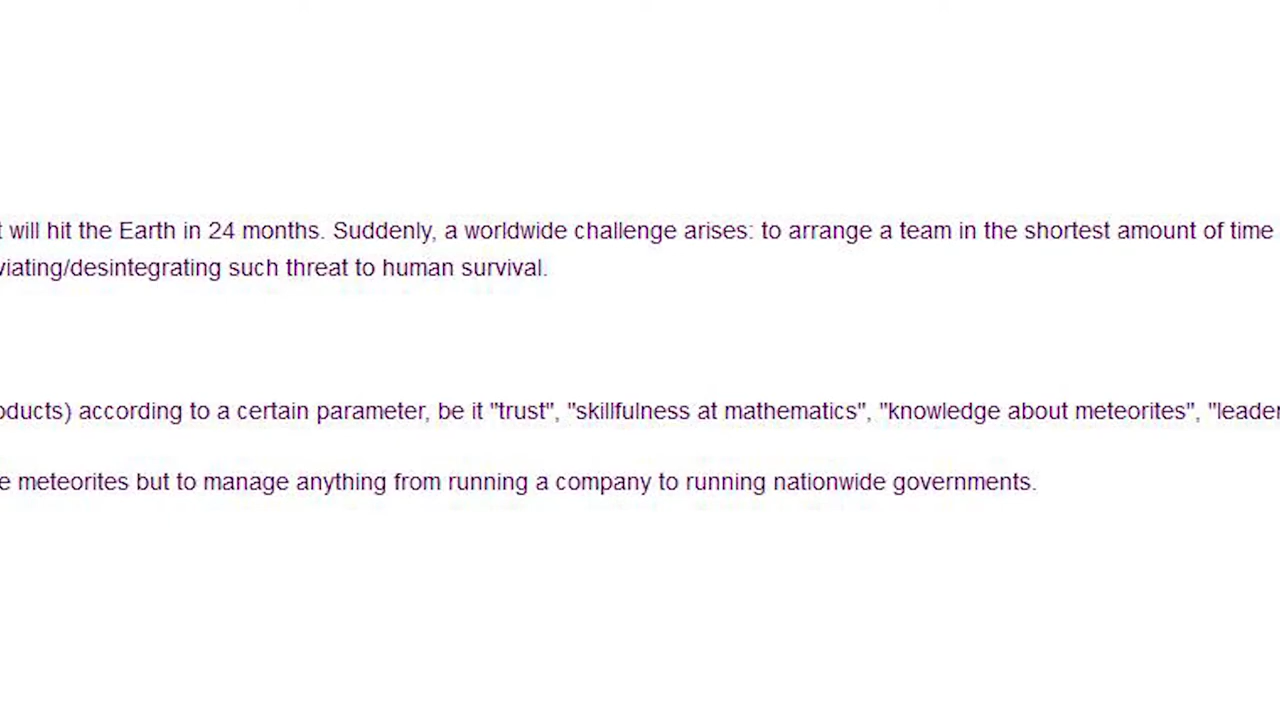 will hit the Earth in 24 months. Suddenly, a worldwide challenge arises: to arrange a team in the shortest amount of time
viating/desintegrating such threat to human survival.
oducts) according to a certain parameter, be it "trust", "skillfulness at mathematics", "knowledge about meteorites", "leader
e meteorites but to manage anything from running a company to running nationwide governments.